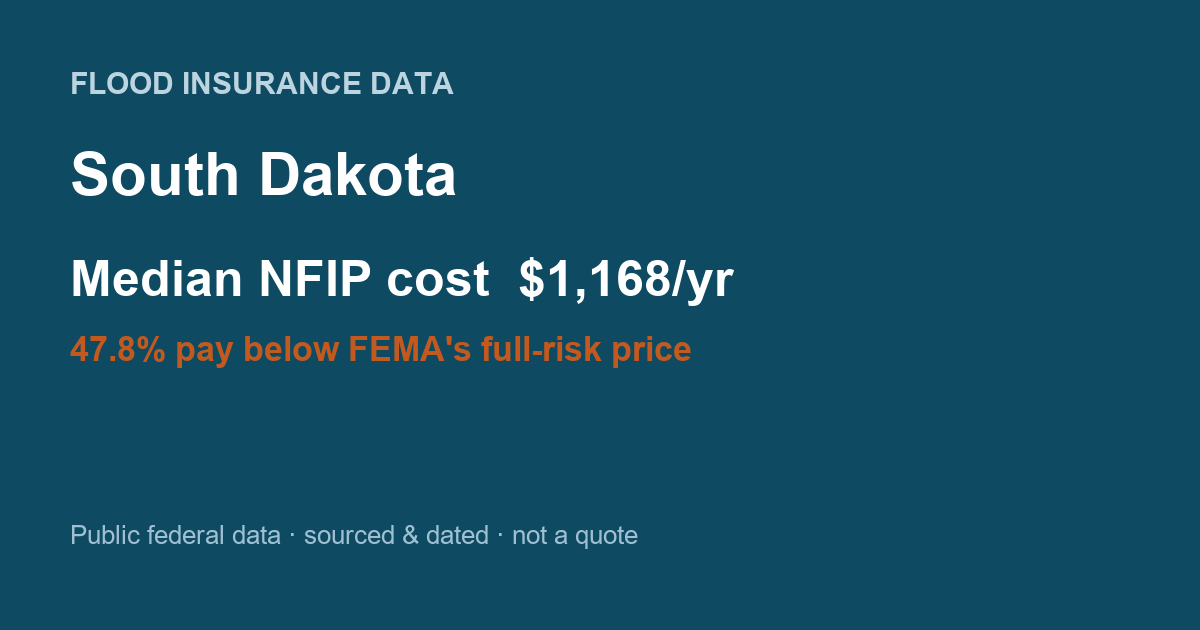 FLOOD INSURANCE DATA
South Dakota
Median NFIP cost  $1,168/yr
47.8% pay below FEMA's full-risk price
Public federal data · sourced & dated · not a quote